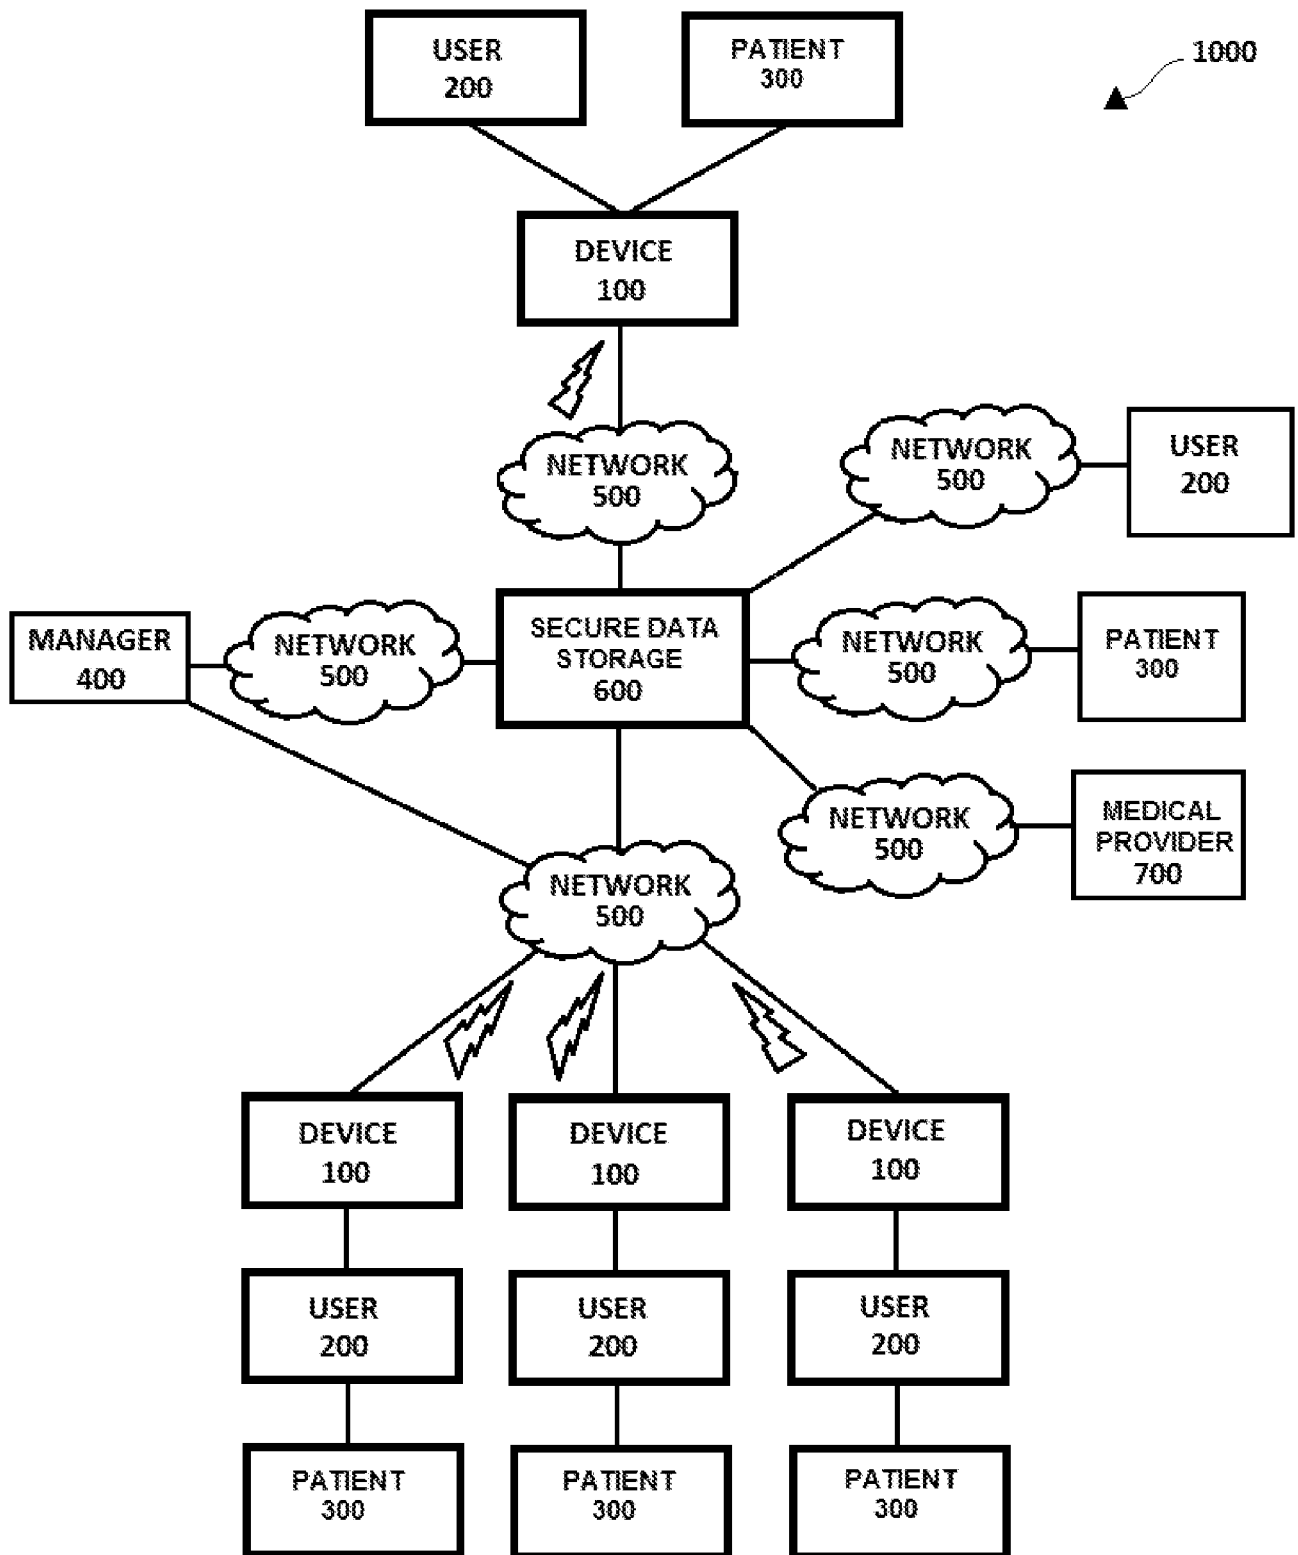 USER
200
PATIENT
300
1000
DEVICE
100
NETWORK
500
NETWORK
500
USER
200
MANAGER
400
NETWORK
500
SECURE DATA
STORAGE
600
NETWORK
500
PATIENT
300
NETWORK
500
MEDICAL
PROVIDER
700
NETWORK
500
DEVICE
100
DEVICE
100
DEVICE
100
USER
200
USER
200
USER
200
PATIENT
300
PATIENT
300
PATIENT
300